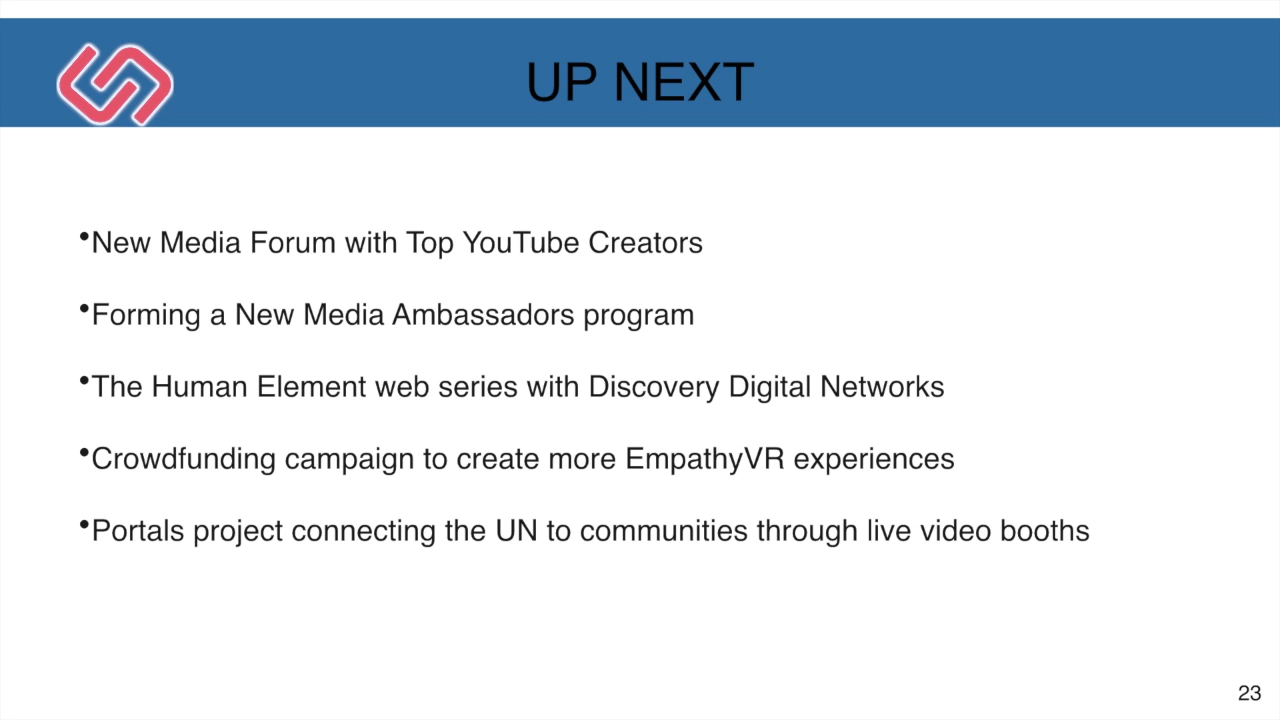 UP NEXT
•New Media Forum with Top YouTube Creators
•Forming a New Media Ambassadors program
•The Human Element web series with Discovery Digital Networks
•Crowdfunding campaign to create more EmpathyVR experiences
•Portals project connecting the UN to communities through live video booths
23